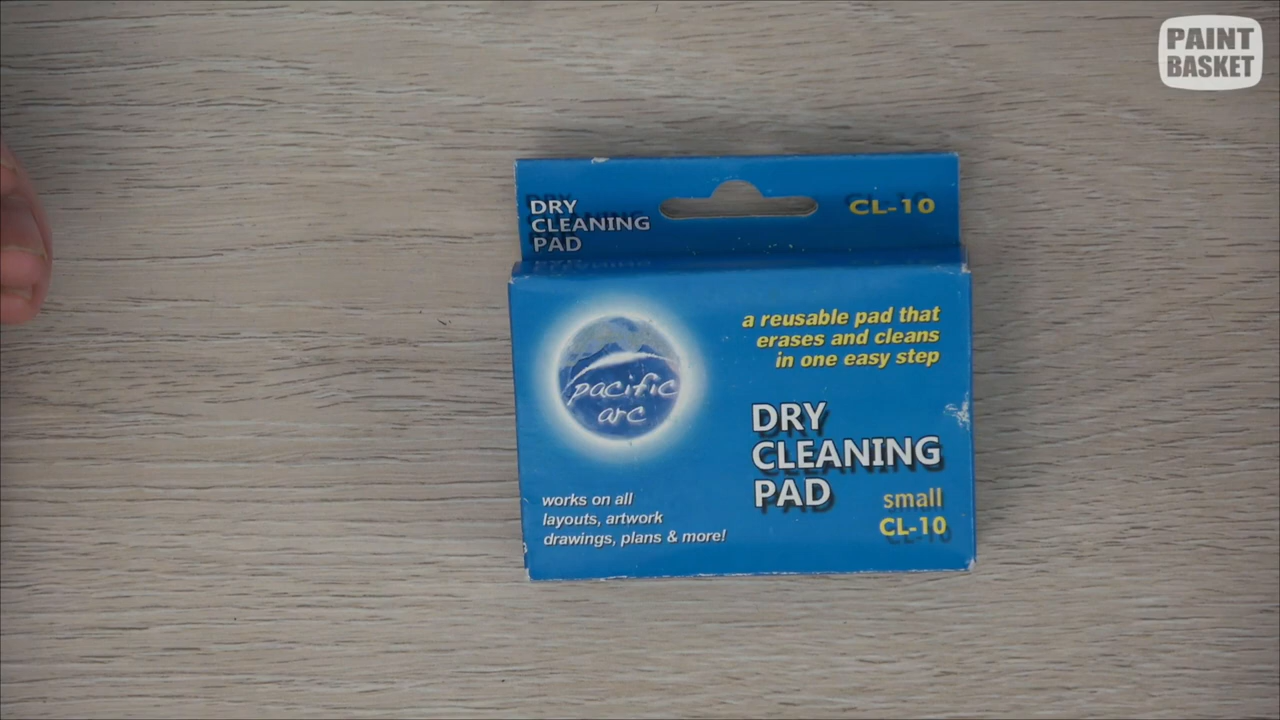 PAINT
BASKET
DRY
CLEANING
PAD
CL-10
pacific
arc
a reusable pad that
erases and cleans
in one easy step
DRY
CLEANING
PAD
small
CL-10
works on all
layouts, artwork
drawings, plans & more!